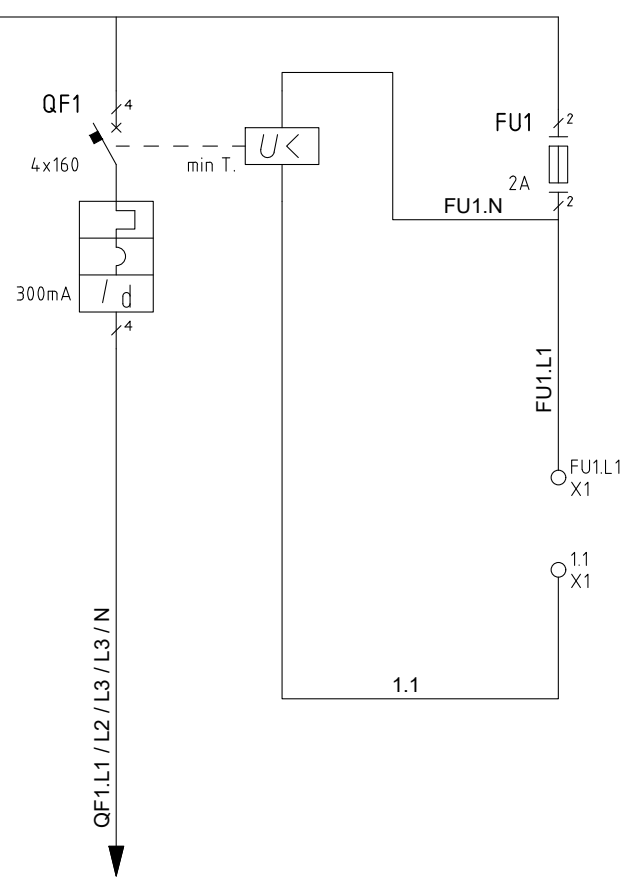 QF1
4
4x160
min T.
U<
FU1
2
2A
2
FU1.N
300mA
I d
4
FU1.L1
FU1.L1
X1
1.1
X1
1.1
QF1.L1 / L2 / L3 / L3 / N